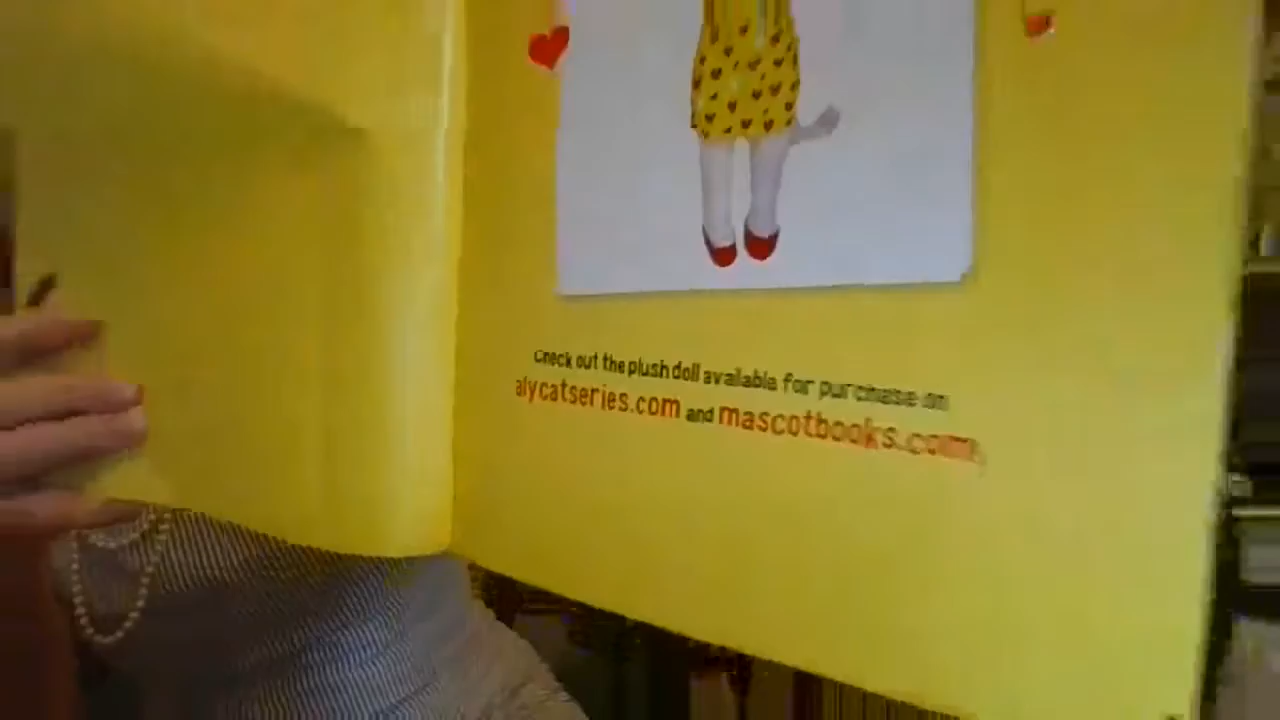 Check out the plush doll available for purchase on
alycatseries.com and mascotbooks.com.